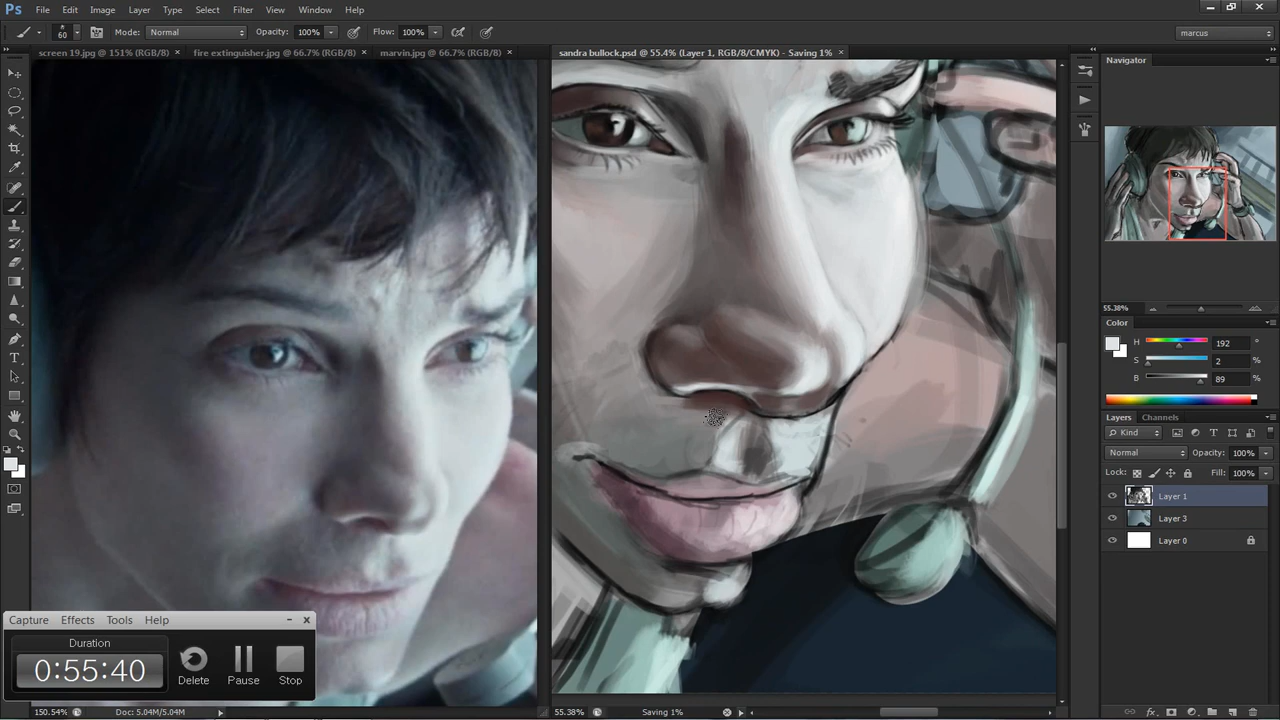 Ps File Edit Image Layer Type Select Filter View Window Help
60 Mode: Normal Opacity: 100% Flow: 100% marcus
screen 19.jpg @ 151% (RGB/8) × fire extinguisher.jpg @ 66.7% (RGB/8) × marvin.jpg @ 66.7% (RGB/8) × sandra bullock.psd @ 55.4% (Layer 1, RGB/8/CMYK) - Saving 1% ×
Navigator
55.38%
Color
H 192 °
S 2 %
B 89 %
Layers Channels
Kind
Normal Opacity: 100%
Lock: Fill: 100%
Layer 1
Layer 3
Layer 0
Capture Effects Tools Help
Duration
0:55:40
Delete Pause Stop
150.54% Doc: 5.04M/5.04M 55.38% Saving 1%